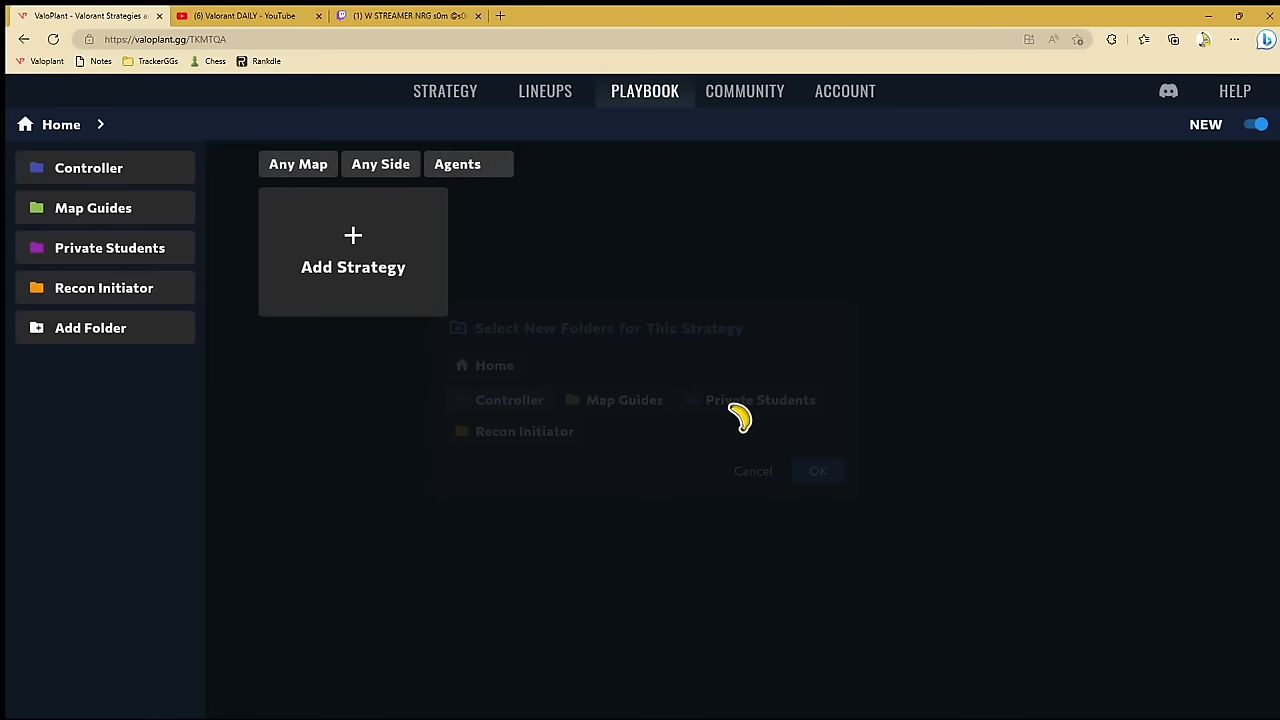 ValoPlant - Valorant Strategies a
(6) Valorant DAILY - YouTube
(1) W STREAMER NRG s0m @s0
https://valoplant.gg/TKMTQA
Valoplant
Notes
TrackerGGs
Chess
Rankdle
STRATEGY
LINEUPS
PLAYBOOK
COMMUNITY
ACCOUNT
HELP
Home
NEW
Controller
Map Guides
Private Students
Recon Initiator
Add Folder
Any Map
Any Side
Agents
+
Add Strategy
Select New Folders for This Strategy
Home
Controller
Map Guides
Private Students
Recon Initiator
Cancel
OK